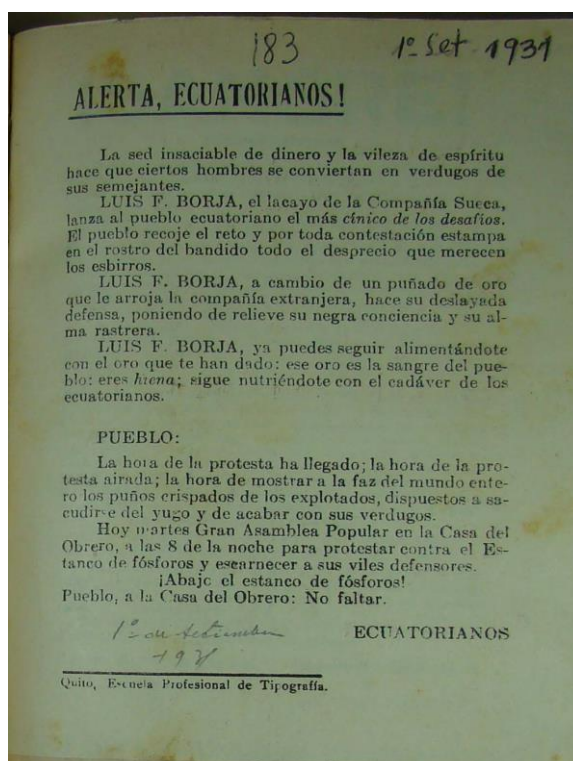 183
1º Set 1931
ALERTA, ECUATORIANOS!
La sed insaciable de dinero y la vileza de espíritu
hace que ciertos hombres se conviertan en verdugos de
sus semejantes.
LUIS F. BORJA, el lacayo de la Compañía Sueca,
lanza al pueblo ecuatoriano el más cínico de los desafíos.
El pueblo recoje el reto y por toda contestación estampa
en el rostro del bandido todo el desprecio que merecen
los esbirros.
LUIS F. BORJA, a cambio de un puñado de oro
que le arroja la compañía extranjera, hace su deslayada
defensa, poniendo de relieve su negra conciencia y su al-
ma rastrera.
LUIS F. BORJA, ya puedes seguir alimentándote
con el oro que te han dado: ese oro es la sangre del pue-
blo: eres hiena; sigue nutriéndote con el cadáver de los
ecuatorianos.
PUEBLO:
La hora de la protesta ha llegado; la hora de la pro-
testa airada; la hora de mostrar a la faz del mundo ente-
ro los puños crispados de los explotados, dispuestos a sa-
cudirse del yugo y de acabar con sus verdugos.
Hoy martes Gran Asamblea Popular en la Casa del
Obrero, a las 8 de la noche para protestar contra el Es-
tanco de fósforos y escarnecer a sus viles defensores.
¡Abajo el estanco de fósforos!
Pueblo, a la Casa del Obrero: No faltar.
1º de setiembre
1931
ECUATORIANOS
Quito, Escuela Profesional de Tipografía.